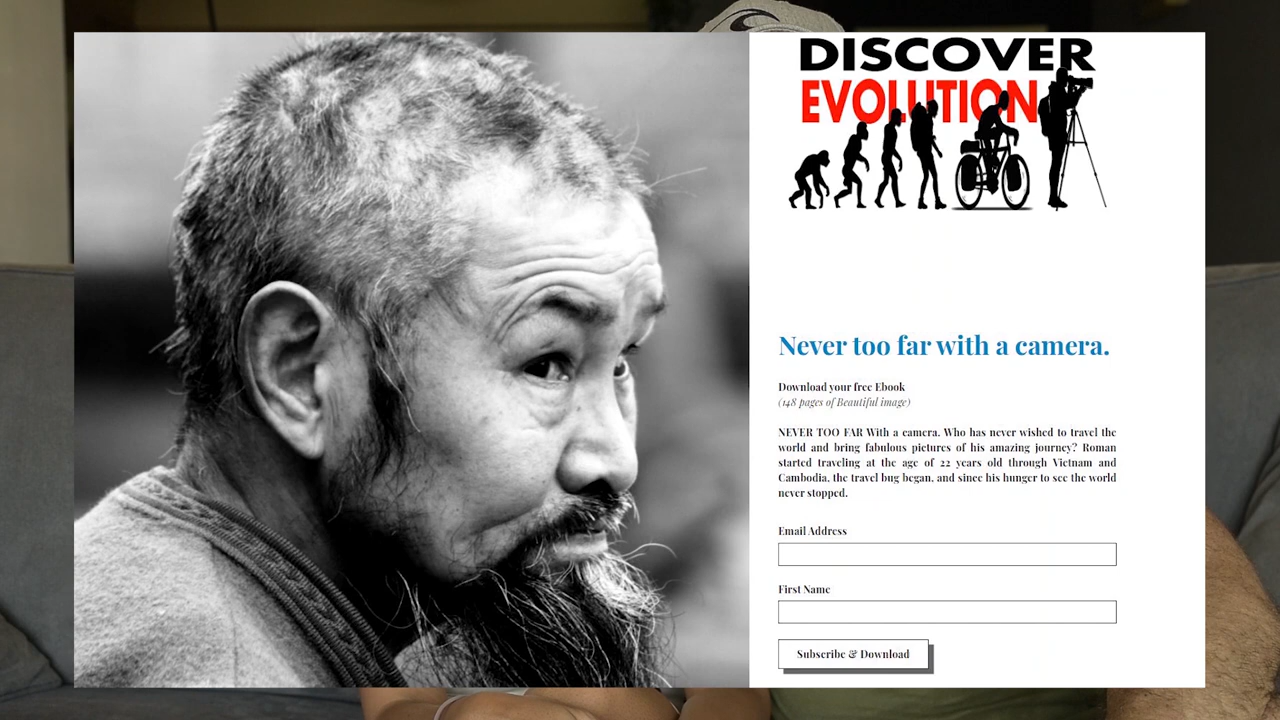 DISCOVER
EVOLUTION
Never too far with a camera.
Download your free Ebook
(148 pages of Beautiful image)
NEVER TOO FAR With a camera. Who has never wished to travel the
world and bring fabulous pictures of his amazing journey? Roman
started traveling at the age of 22 years old through Vietnam and
Cambodia, the travel bug began, and since his hunger to see the world
never stopped.
Email Address
First Name
Subscribe & Download